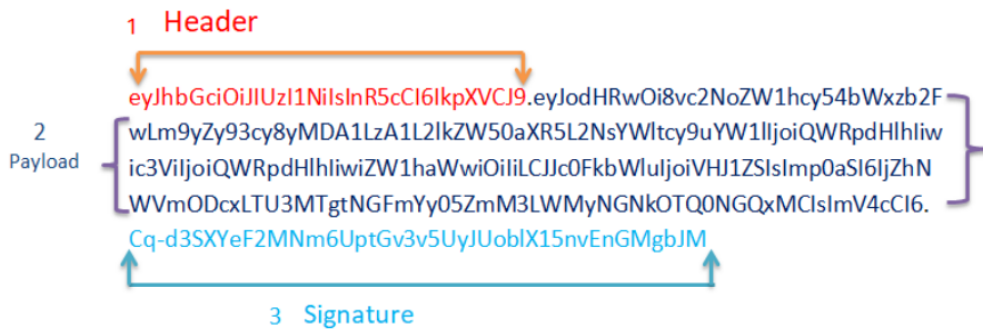 1 Header
eyJhbGciOiJIUzI1NiIsInR5cCI6IkpXVCJ9.eyJodHRwOi8vc2NoZW1hcy54bWxzb2F
2
wLm9yZy93cy8yMDA1LzA1L2lkZW50aXR5L2NsYWltcy9uYW1lIjoiQWRpdHlhIiw
Payload
ic3ViIjoiQWRpdHlhIiwiZW1haWwiOiIiLCJJc0FkbWluIjoiVHJ1ZSIsImp0aSI6IjZhN
WVmODcxLTU3MTgtNGFmYy05ZmM3LWMyNGNkOTQ0NGQxMCIsImV4cCI6.
Cq-d3SXYeF2MNm6UptGv3v5UyJUoblX15nvEnGMgbJM
3 Signature